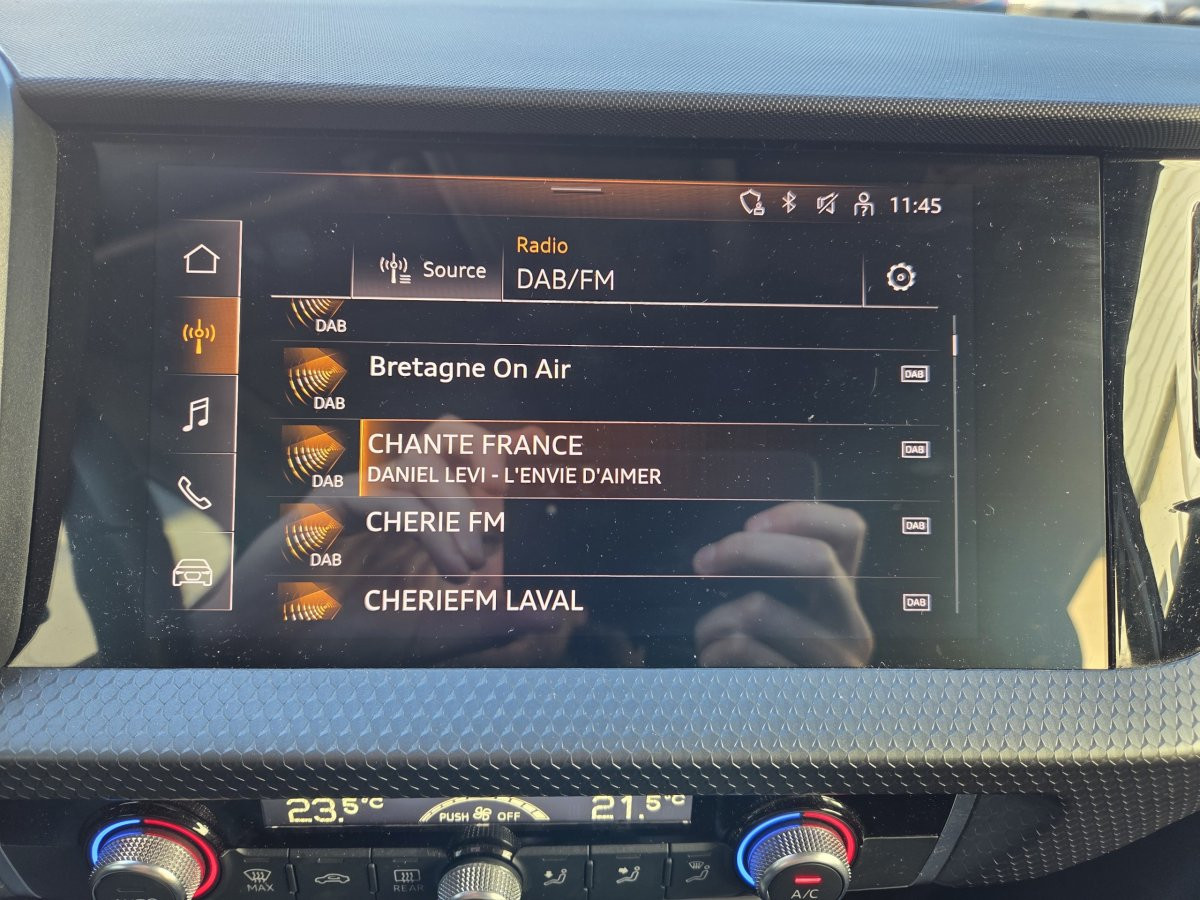 11:45
Source
Radio
DAB/FM
DAB
Bretagne On Air
DAB
DAB
CHANTE FRANCE
DANIEL LEVI - L'ENVIE D'AIMER
DAB
DAB
CHERIE FM
DAB
DAB
CHERIEFM LAVAL
DAB
23.5°C
PUSH OFF
21.5°C
MAX
REAR
AUTO
A/C